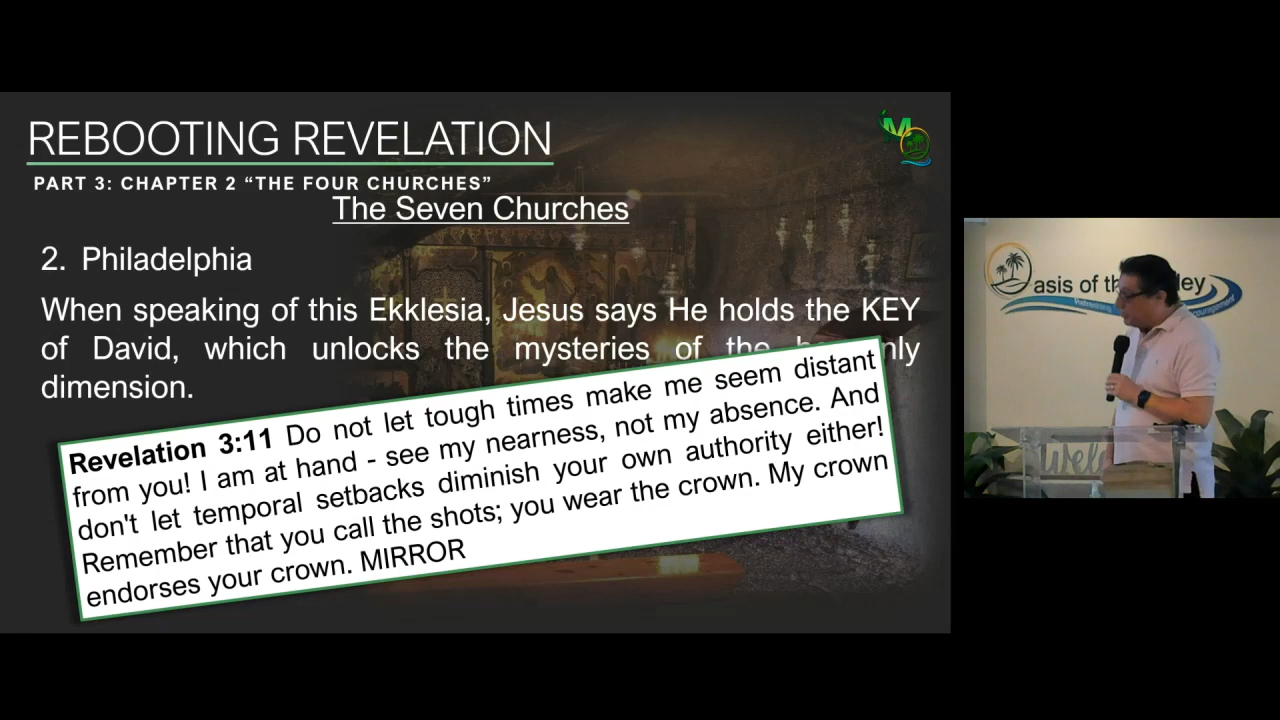 REBOOTING REVELATION
PART 3: CHAPTER 2 “THE FOUR CHURCHES”
The Seven Churches
2. Philadelphia
When speaking of this Ekklesia, Jesus says He holds the KEY
of David, which unlocks the mysteries of the
dimension.
Revelation 3:11 Do not let tough times make me seem distant
from you! I am at hand - see my nearness, not my absence. And
don't let temporal setbacks diminish your own authority either!
Remember that you call the shots; you wear the crown. My crown
endorses your crown. MIRROR
M
asis of th ley